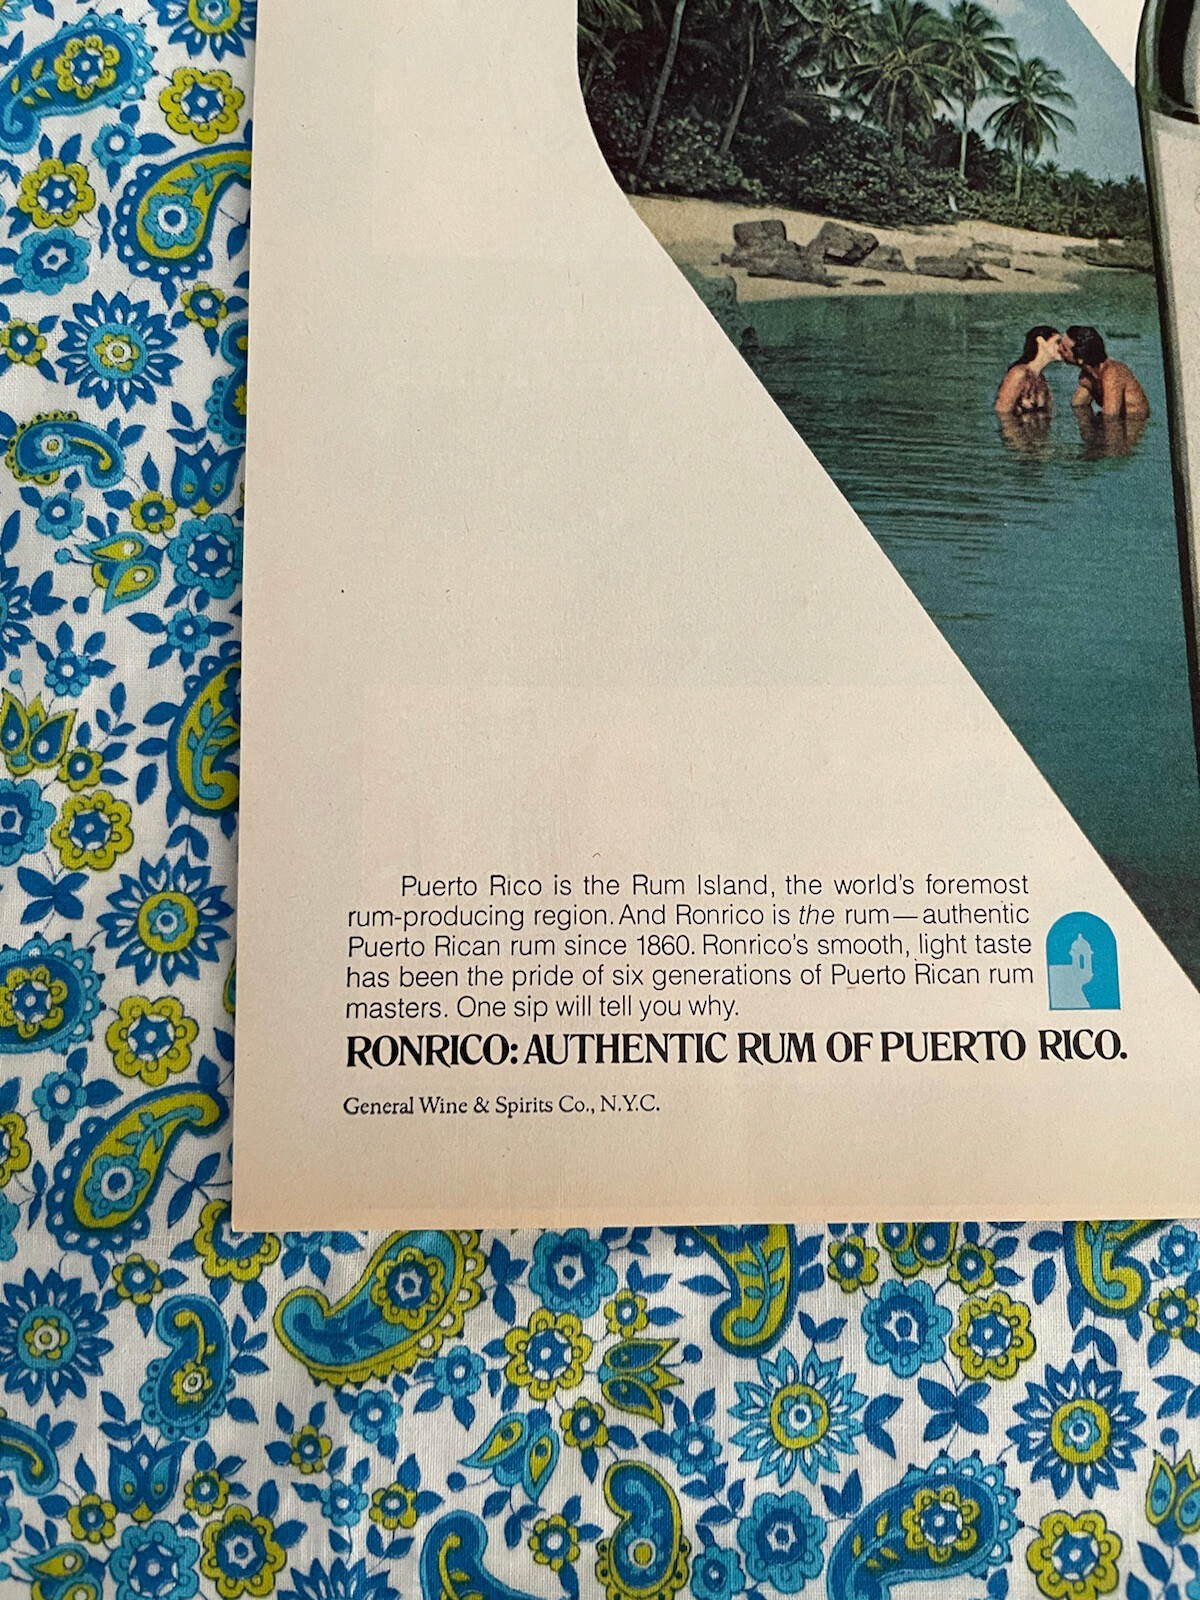 Puerto Rico is the Rum Island, the world's foremost
rum-producing region. And Ronrico is the rum—authentic
Puerto Rican rum since 1860. Ronrico's smooth, light taste
has been the pride of six generations of Puerto Rican rum
masters. One sip will tell you why.
RONRICO: AUTHENTIC RUM OF PUERTO RICO.
General Wine & Spirits Co., N.Y.C.